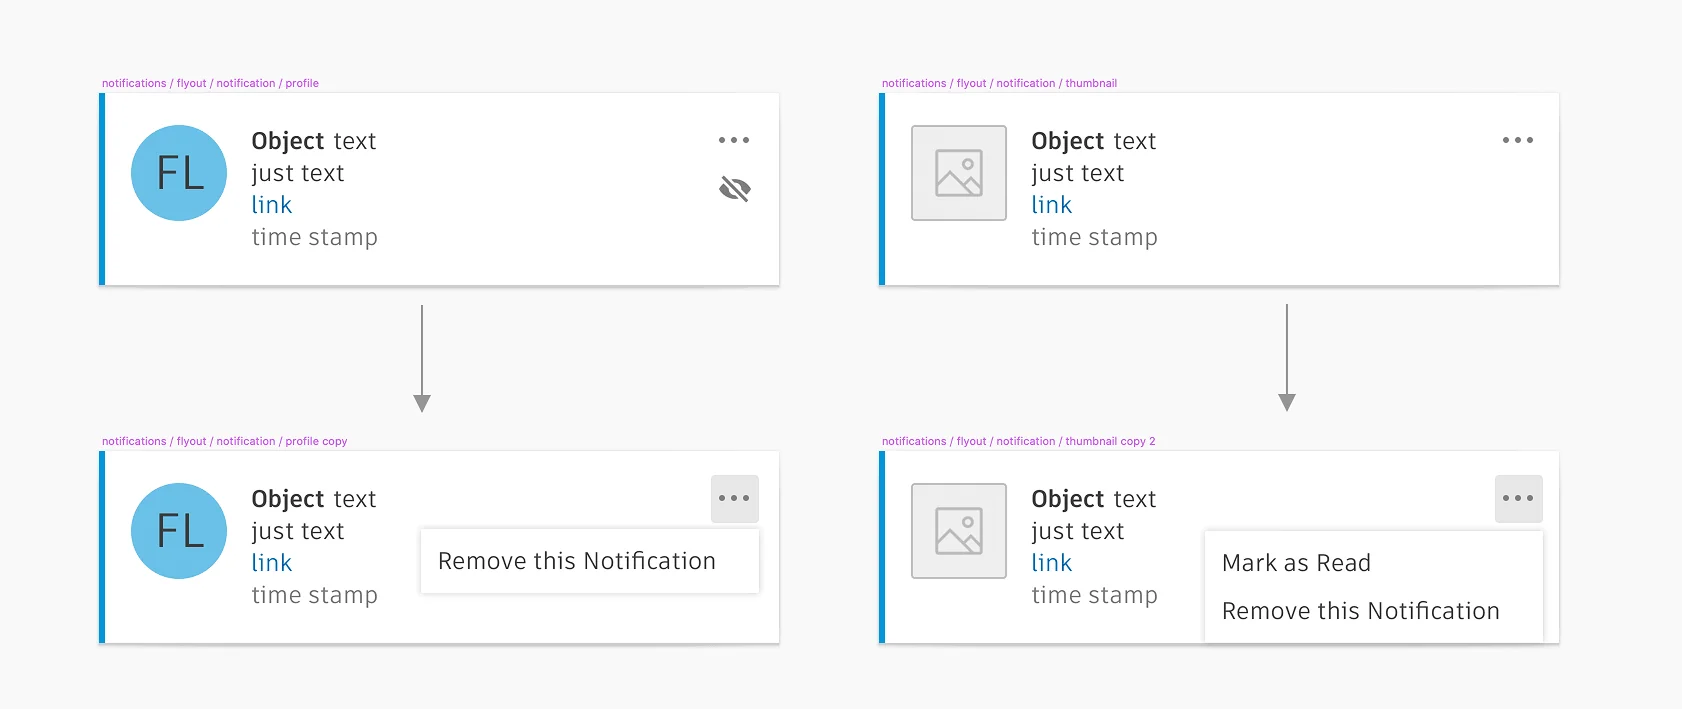 notifications / flyout / notification / profile
FL
Object text
just text
link
time stamp
notifications / flyout / notification / thumbnail
Object text
just text
link
time stamp
notifications / flyout / notification / profile copy
FL
Object text
just text
link
time stamp
Remove this Notification
notifications / flyout / notification / thumbnail copy 2
Object text
just text
link
time stamp
Mark as Read
Remove this Notification